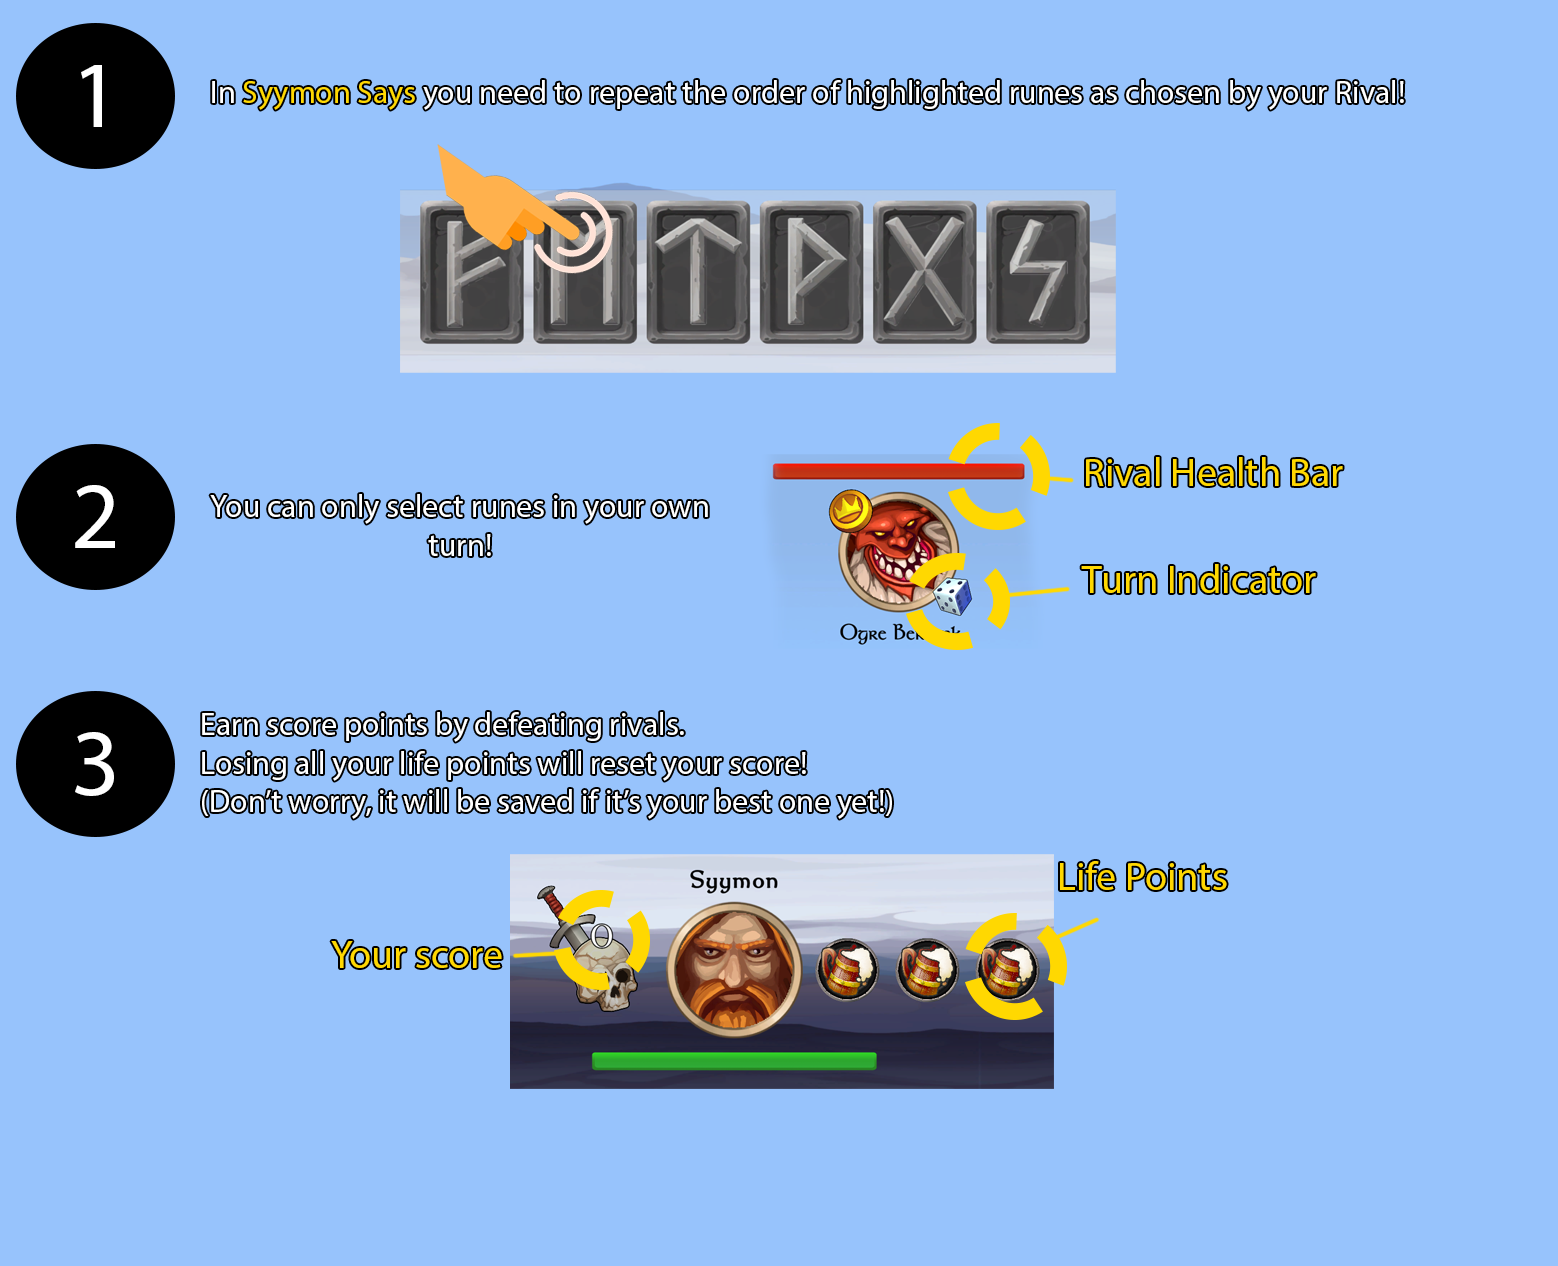 1
In Syymon Says you need to repeat the order of highlighted runes as chosen by your Rival!
2
You can only select runes in your own
turn!
Rival Health Bar
Turn Indicator
Ogre
3
Earn score points by defeating rivals.
Losing all your life points will reset your score!
(Don't worry, it will be saved if it's your best one yet!)
Syymon
Life Points
0
Your score